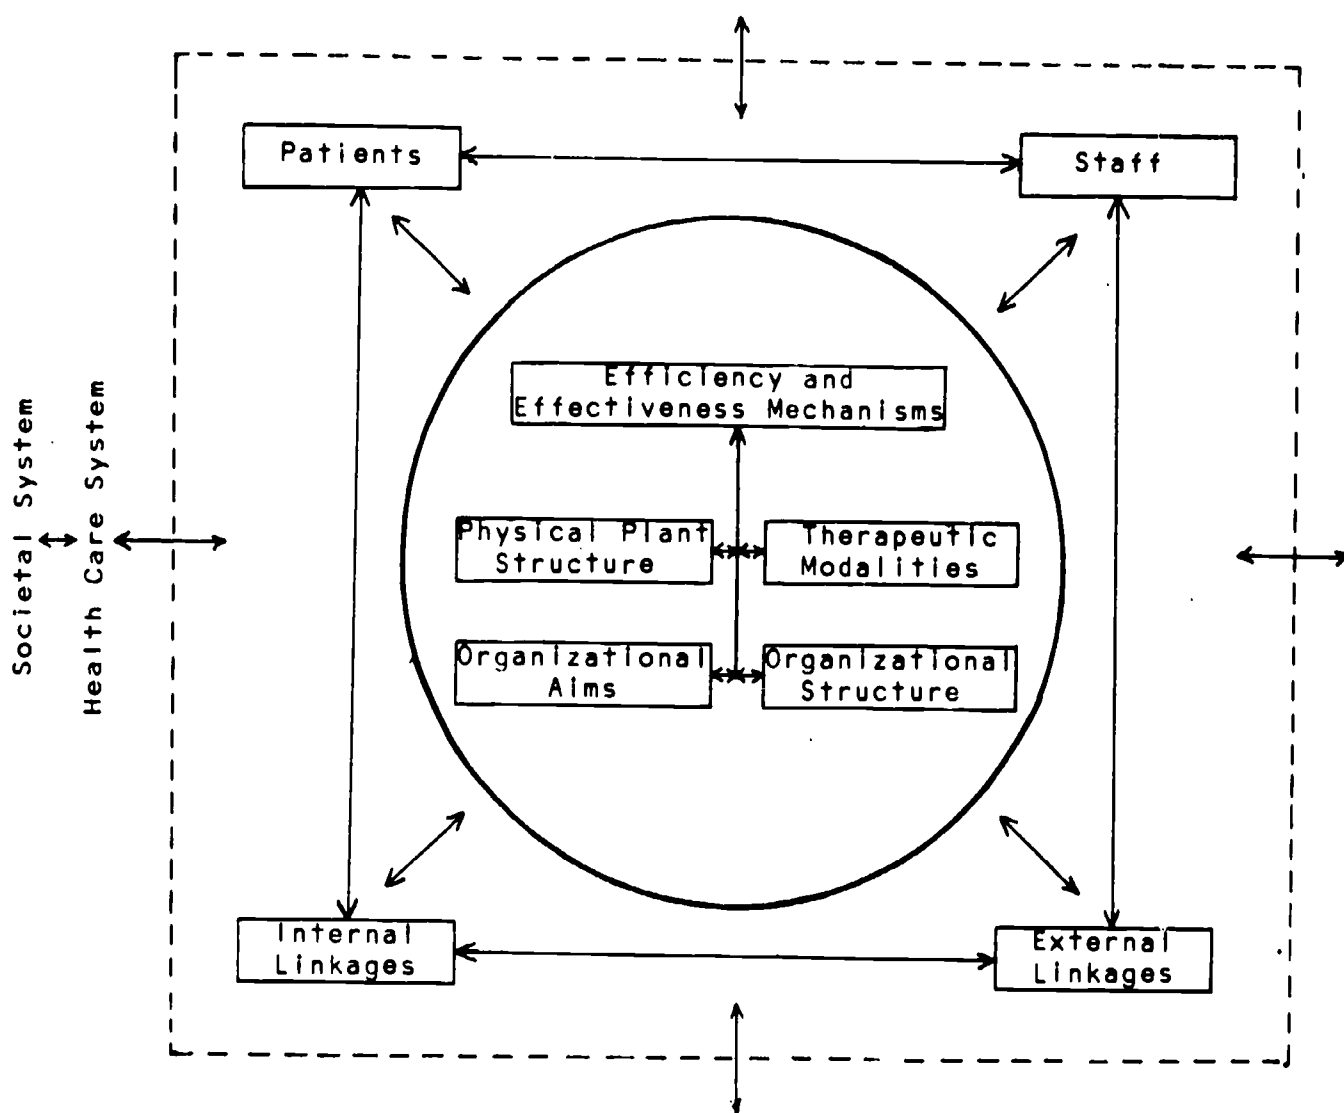 Patients
Staff
Efficiency and
Effectiveness Mechanisms
Societal System
Health Care System
Physical Plant
Structure
Therapeutic
Modalities
Organizational
Aims
Organizational
Structure
Internal
Linkages
External
Linkages